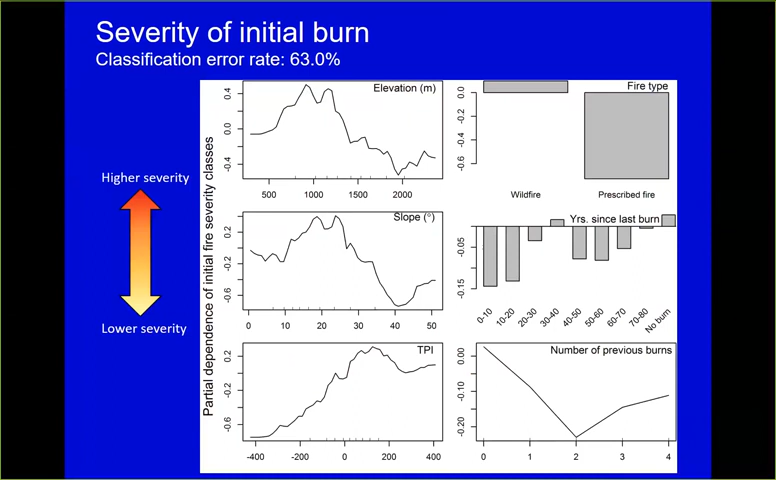 Severity of initial burn
Classification error rate: 63.0%
Higher severity
Lower severity
Partial dependence of initial fire severity classes
Elevation (m)
0.4
0.0
-0.4
500 1000 1500 2000
Fire type
0.0
-0.2
-0.4
-0.6
Wildfire Prescribed fire
Slope (°)
0.2
-0.2
-0.6
0 10 20 30 40 50
Yrs. since last burn
-0.05
-0.15
0-10 10-20 20-30 30-40 40-50 50-60 60-70 70-80 No burn
TPI
0.2
-0.2
-0.6
-400 -200 0 200 400
Number of previous burns
0.00
-0.10
-0.20
0 1 2 3 4